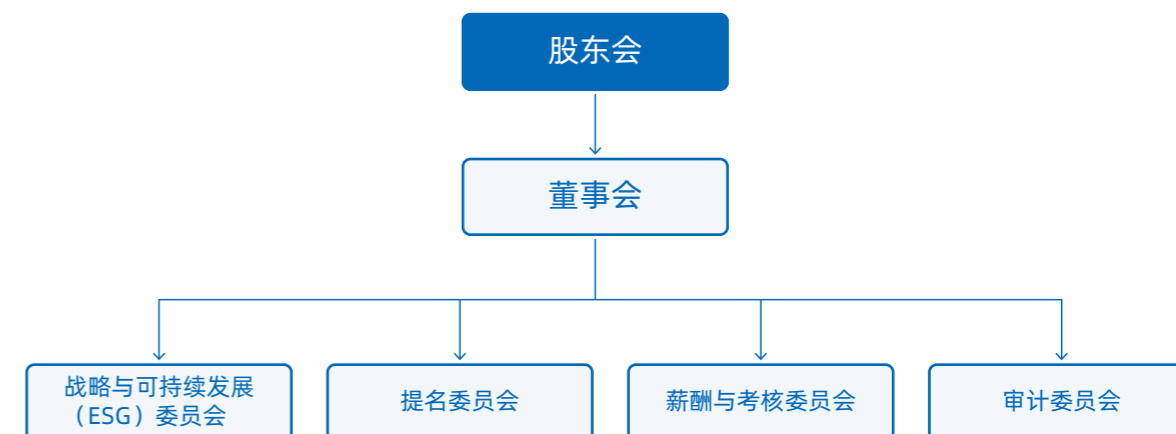 股东会
董事会
战略与可持续发展
（ESG）委员会
提名委员会
薪酬与考核委员会
审计委员会